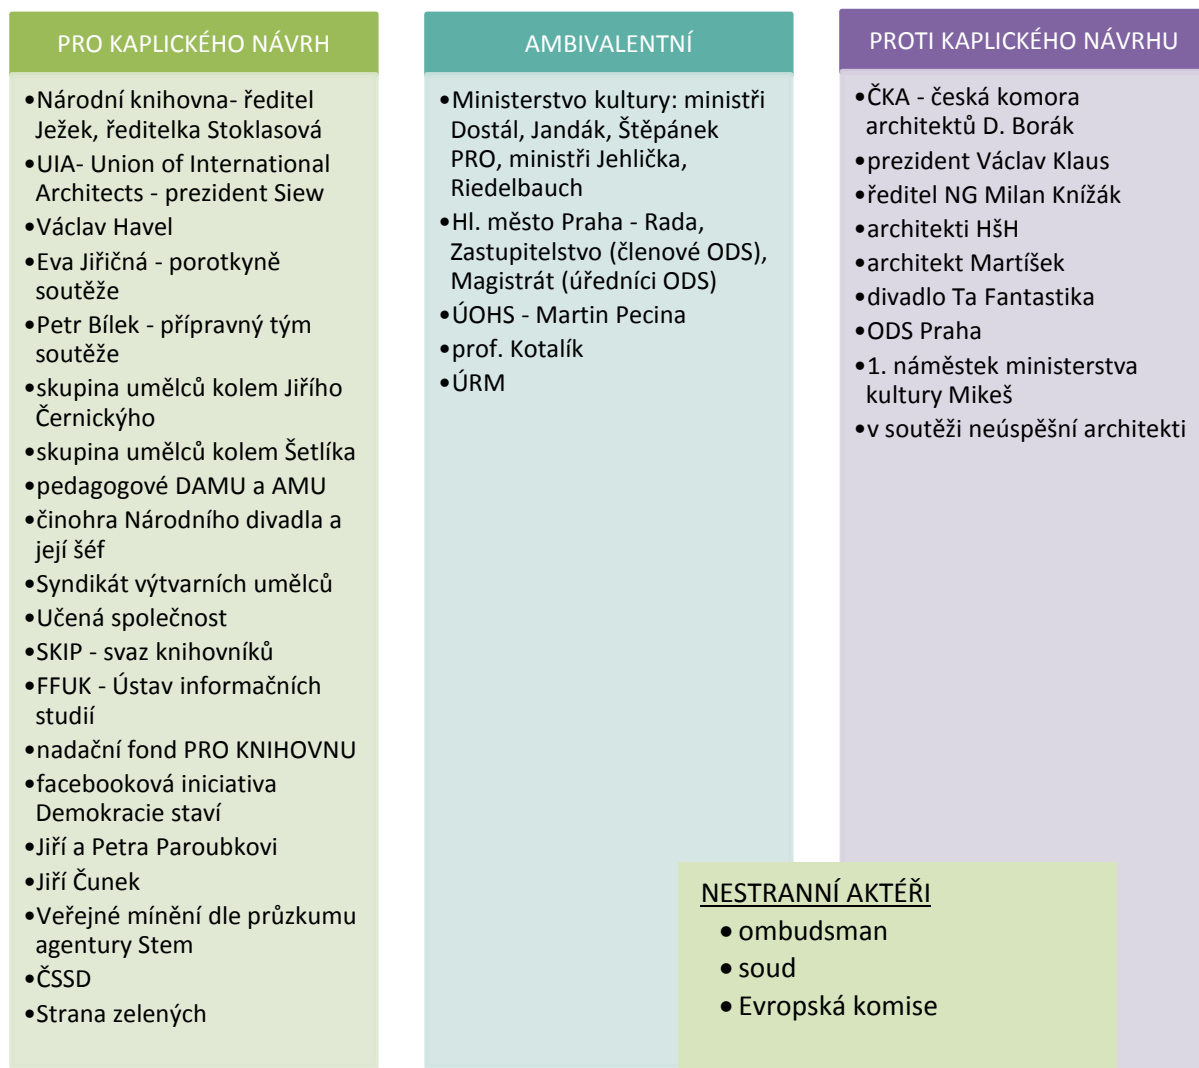 PRO KAPLICKÉHO NÁVRH
•Národní knihovna- ředitel
Ježek, ředitelka Stoklasová
•UIA- Union of International
Architects - prezident Siew
•Václav Havel
•Eva Jiřičná - porotkyně
soutěže
•Petr Bílek - přípravný tým
soutěže
•skupina umělců kolem Jiřího
Černickýho
•skupina umělců kolem Šetlíka
•pedagogové DAMU a AMU
•činohra Národního divadla a
její šéf
•Syndikát výtvarních umělců
•Učená společnost
•SKIP - svaz knihovníků
•FFUK - Ústav informačních
studií
•nadační fond PRO KNIHOVNU
•facebooková iniciativa
Demokracie staví
•Jiří a Petra Paroubkovi
•Jiří Čunek
•Veřejné mínění dle průzkumu
agentury Stem
•ČSSD
•Strana zelených
AMBIVALENTNÍ
•Ministerstvo kultury: ministři
Dostál, Jandák, Štěpánek
PRO, ministři Jehlička,
Riedelbauch
•Hl. město Praha - Rada,
Zastupitelstvo (členové ODS),
Magistrát (úředníci ODS)
•ÚOHS - Martin Pecina
•prof. Kotalík
•ÚRM
PROTI KAPLICKÉHO NÁVRHU
•ČKA - česká komora
architektů D. Borák
•prezident Václav Klaus
•ředitel NG Milan Knížák
•architekti HšH
•architekt Martíšek
•divadlo Ta Fantastika
•ODS Praha
•1. náměstek ministerstva
kultury Mikeš
•v soutěži neúspěšní architekti
NESTRANNÍ AKTÉŘI
• ombudsman
• soud
• Evropská komise